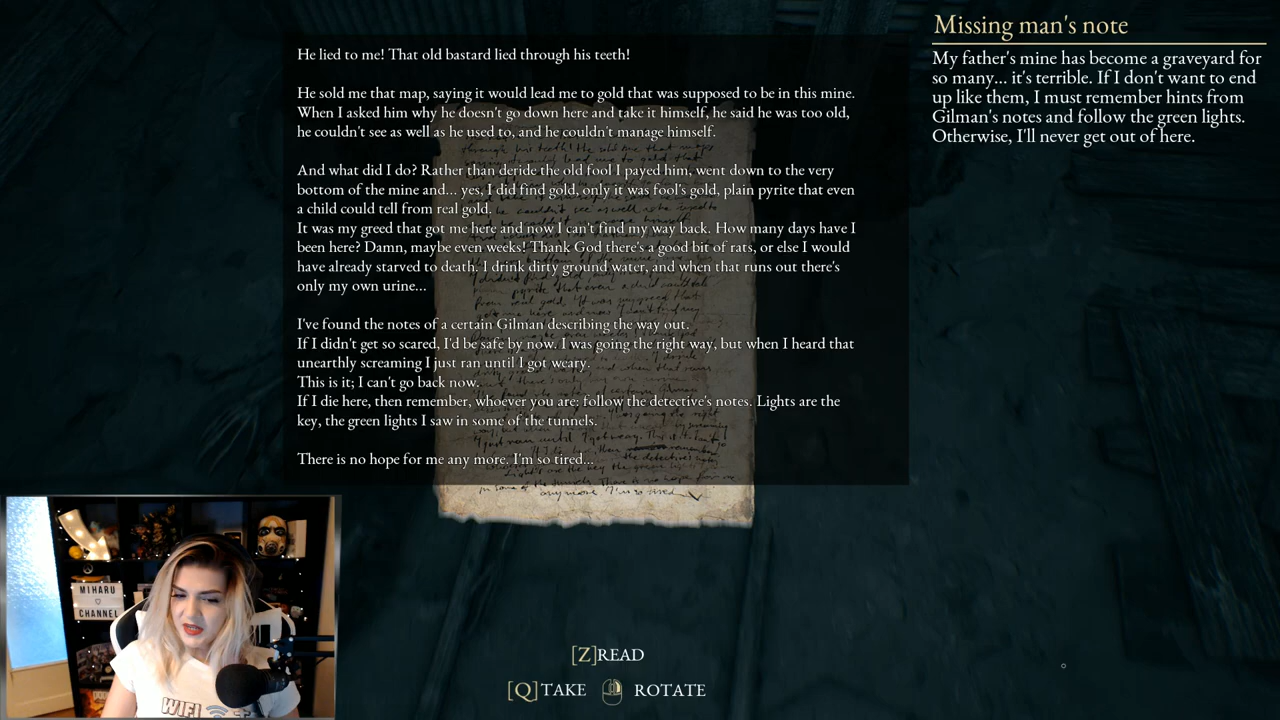 Missing man's note
My father's mine has become a graveyard for
so many... it's terrible. If I don't want to end
up like them, I must remember hints from
Gilman's notes and follow the green lights.
Otherwise, I'll never get out of here.
He lied to me! That old bastard lied through his teeth!
He sold me that map, saying it would lead me to gold that was supposed to be in this mine.
When I asked him why he doesn't go down here and take it himself, he said he was too old,
he couldn't see as well as he used to, and he couldn't manage himself.
And what did I do? Rather than deride the old fool I payed him, went down to the very
bottom of the mine and... yes, I did find gold, only it was fool's gold, plain pyrite that even
a child could tell from real gold.
It was my greed that got me here and now I can't find my way back. How many days have I
been here? Damn, maybe even weeks! Thank God there's a good bit of rats, or else I would
have already starved to death. I drink dirty ground water, and when that runs out there's
only my own urine...
I've found the notes of a certain Gilman describing the way out.
If I didn't get so scared, I'd be safe by now. I was going the right way, but when I heard that
unearthly screaming I just ran until I got weary.
This is it; I can't go back now.
If I die here, then remember, whoever you are: follow the detective's notes. Lights are the
key, the green lights I saw in some of the tunnels.
There is no hope for me any more, I'm so tired...
MIHARU
CHANNEL
WIFI
[Z]READ
[Q]TAKE ROTATE